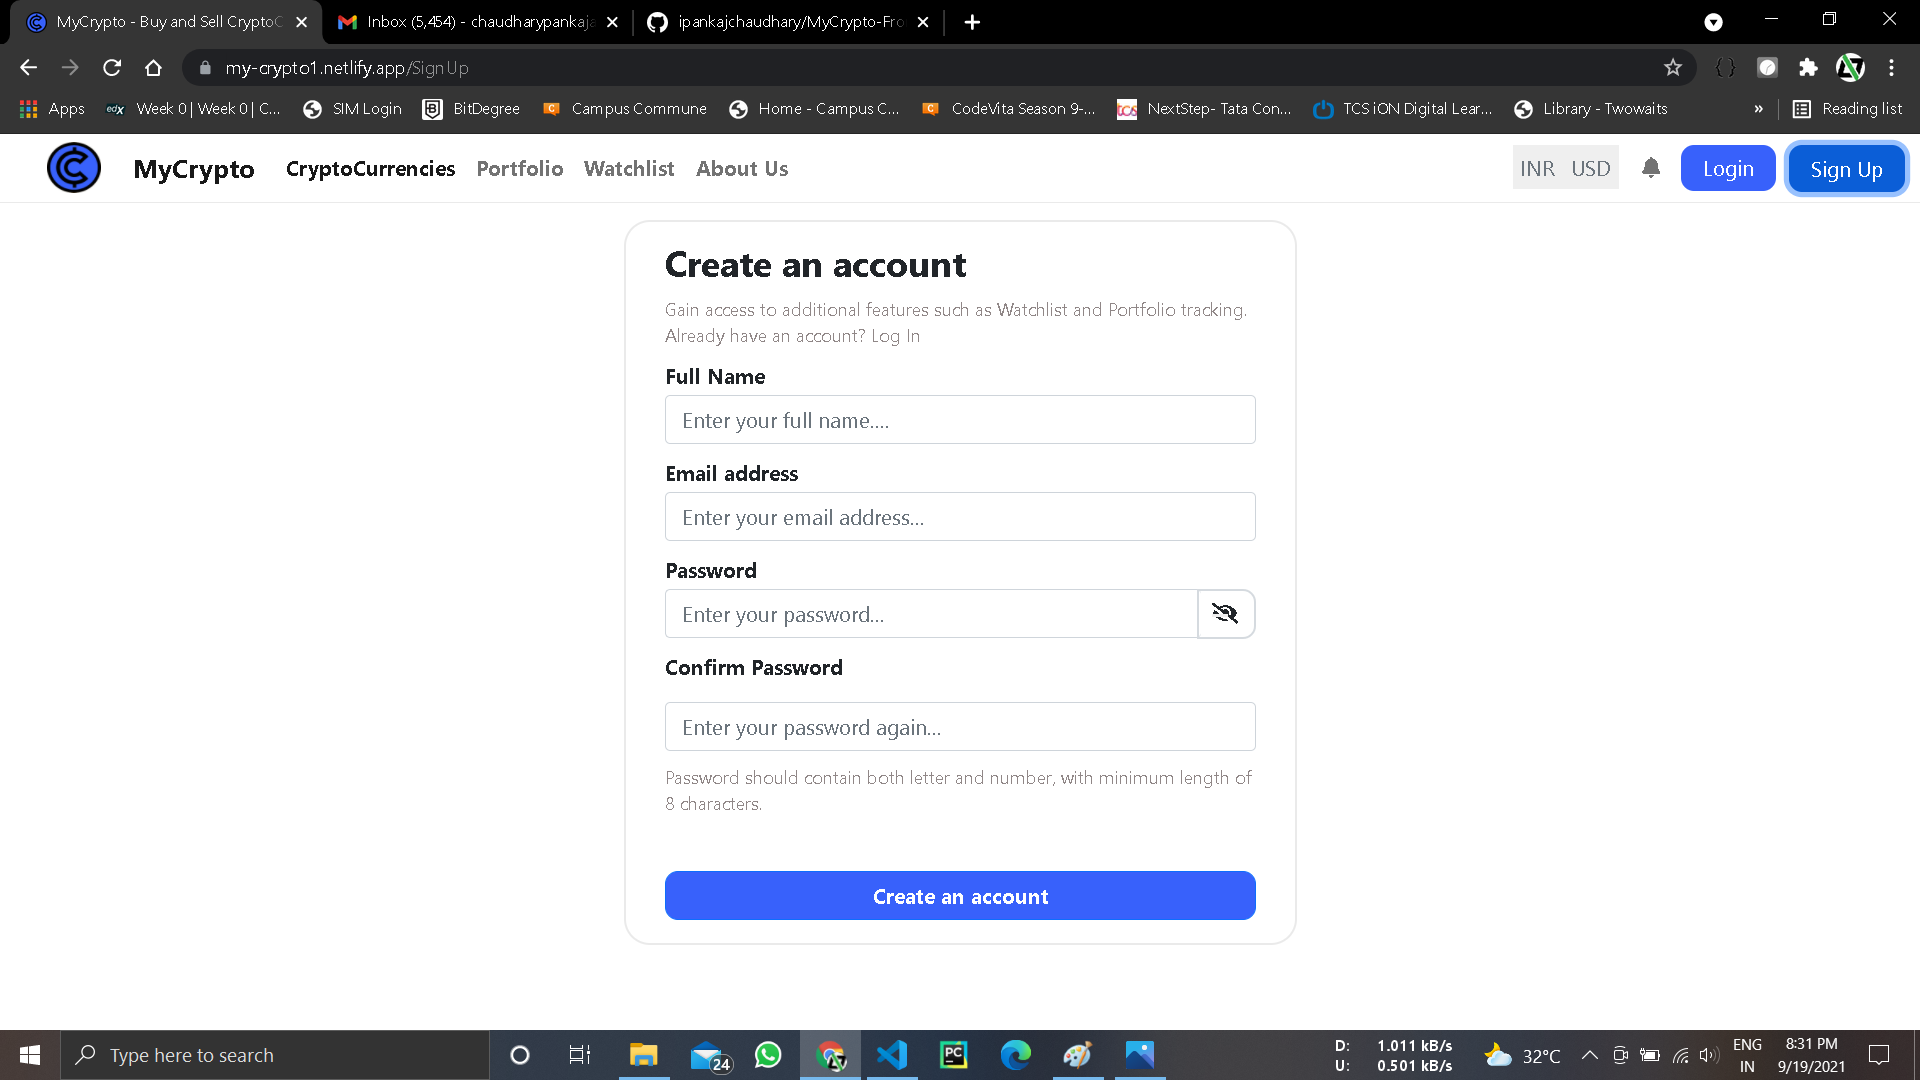 MyCrypto - Buy and Sell CryptoC
Inbox (5,454) - chaudharypankaja
ipankajchaudhary/MyCrypto-Fro
my-crypto1.netlify.app/SignUp
Apps
edX
Week 0 | Week 0 | C...
SIM Login
BitDegree
Campus Commune
Home - Campus C...
CodeVita Season 9-...
tcs
NextStep- Tata Con...
TCS iON Digital Lear...
Library - Twowaits
»
Reading list
MyCrypto
CryptoCurrencies
Portfolio
Watchlist
About Us
INR USD
Login
Sign Up
Create an account
Gain access to additional features such as Watchlist and Portfolio tracking.
Already have an account? Log In
Full Name
Enter your full name....
Email address
Enter your email address...
Password
Enter your password...
Confirm Password
Enter your password again...
Password should contain both letter and number, with minimum length of
8 characters.
Create an account
Type here to search
24
PC
D: 1.011 kB/s
U: 0.501 kB/s
32°C
ENG
IN
8:31 PM
9/19/2021